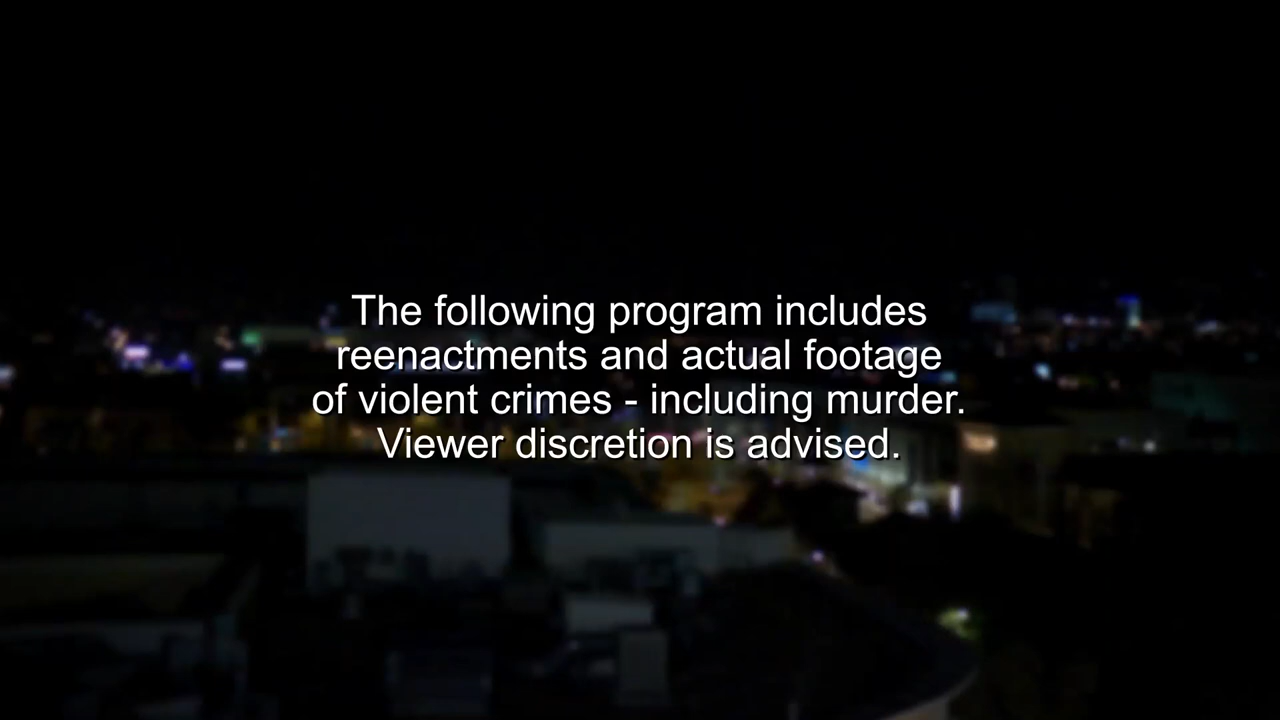 The following program includes
reenactments and actual footage
of violent crimes - including murder.
Viewer discretion is advised.